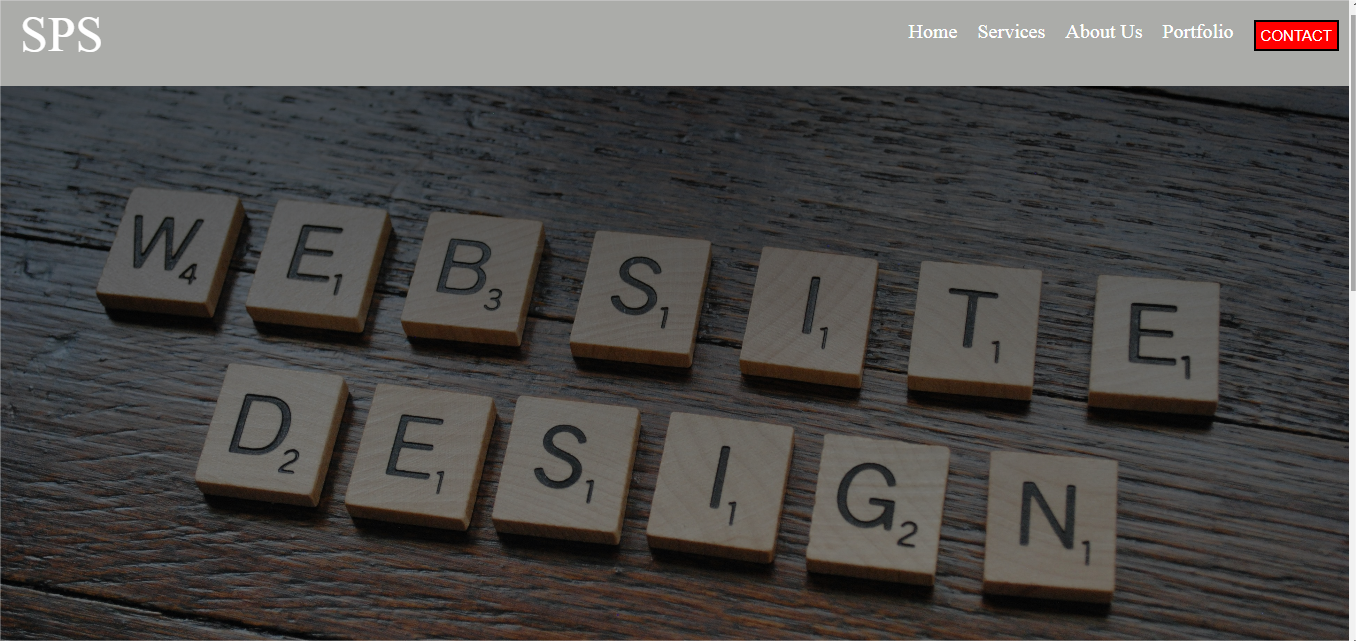 SPS
Home Services About Us Portfolio CONTACT
W4 E1 B3 S1 I1 T1 E1
D2 E1 S1 I1 G2 N1